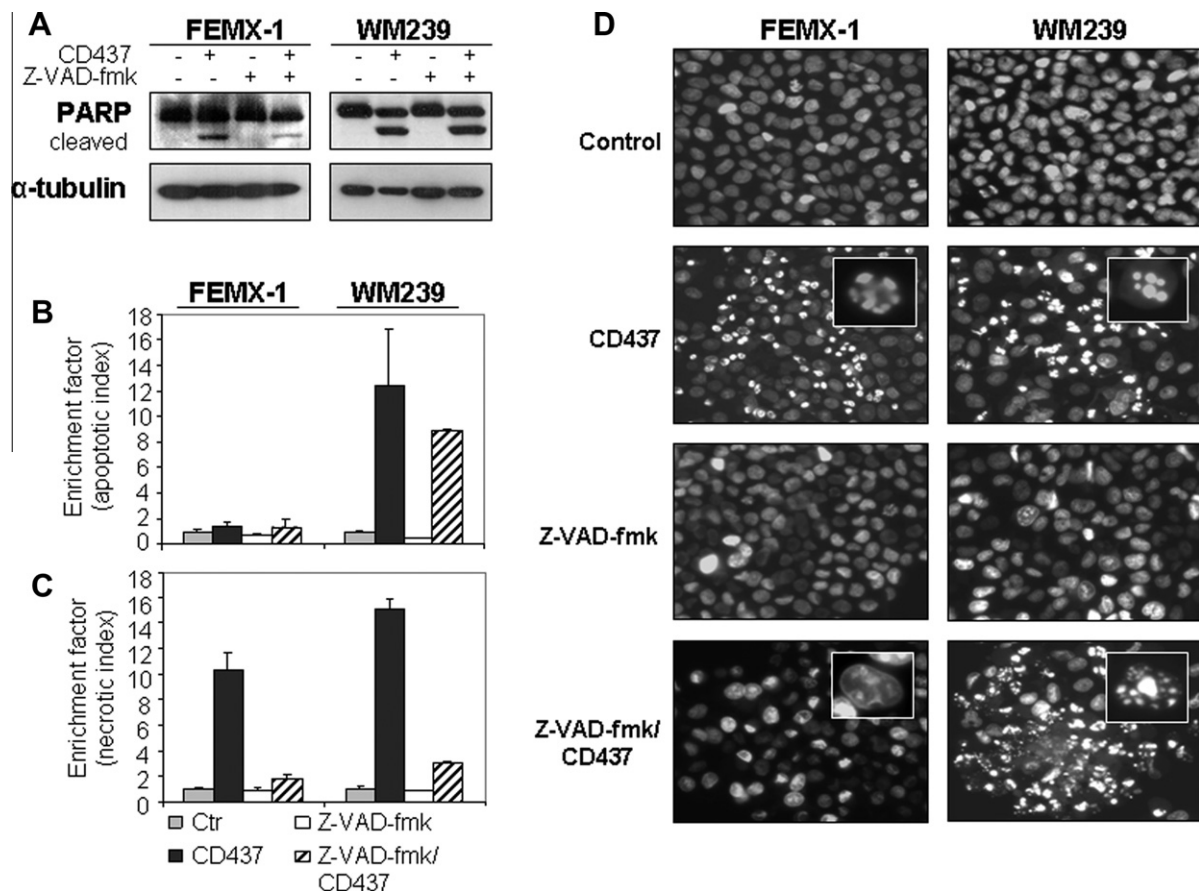 A
FEMX-1 WM239
CD437 - + - + - + - +
Z-VAD-fmk - - + + - - + +
PARP
cleaved
α-tubulin
B
FEMX-1 WM239
Enrichment factor
(apoptotic index)
18
16
14
12
10
8
6
4
2
0
C
Enrichment factor
(necrotic index)
18
16
14
12
10
8
6
4
2
0
Ctr Z-VAD-fmk
CD437 Z-VAD-fmk/
CD437
D
FEMX-1 WM239
Control
CD437
Z-VAD-fmk
Z-VAD-fmk/
CD437